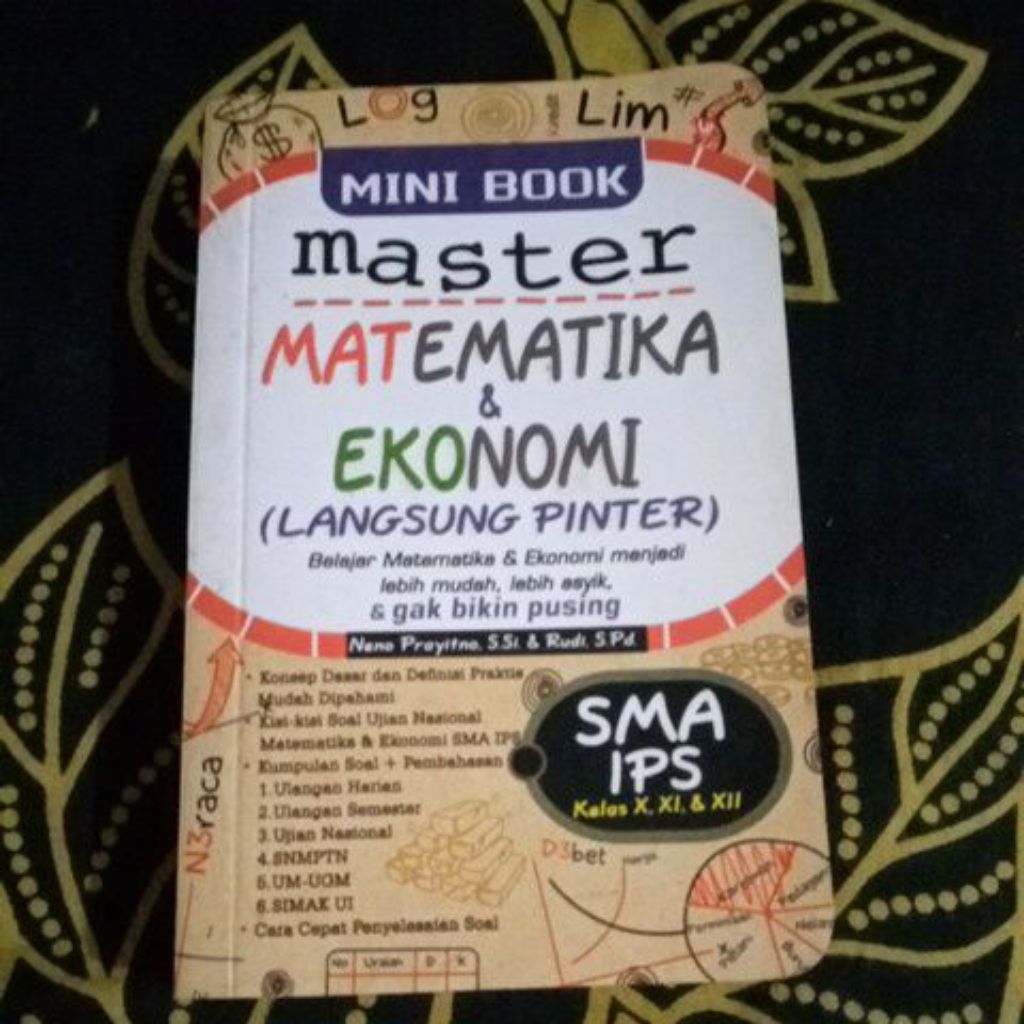 Log
Lim
#
$
MINI BOOK
master
MATEMATIKA
&
EKONOMI
(LANGSUNG PINTER)
Belajar Matematika & Ekonomi menjadi
lebih mudah, lebih asyik,
& gak bikin pusing
Neno Prayitno, S.Si. & Rudi, S.Pd.
• Konsep Dasar dan Definisi Praktis
Mudah Dipahami
• Kisi-kisi Soal Ujian Nasional
Matematika & Ekonomi SMA IPS
• Kumpulan Soal + Pembahasan
1. Ulangan Harian
2. Ulangan Semester
3. Ujian Nasional
4. SNMPTN
5. UM-UGM
6. SIMAK UI
• Cara Cepat Penyelesaian Soal
SMA
IPS
Kelas X, XI, & XII
N3raca
D3bet
No Uraian D K